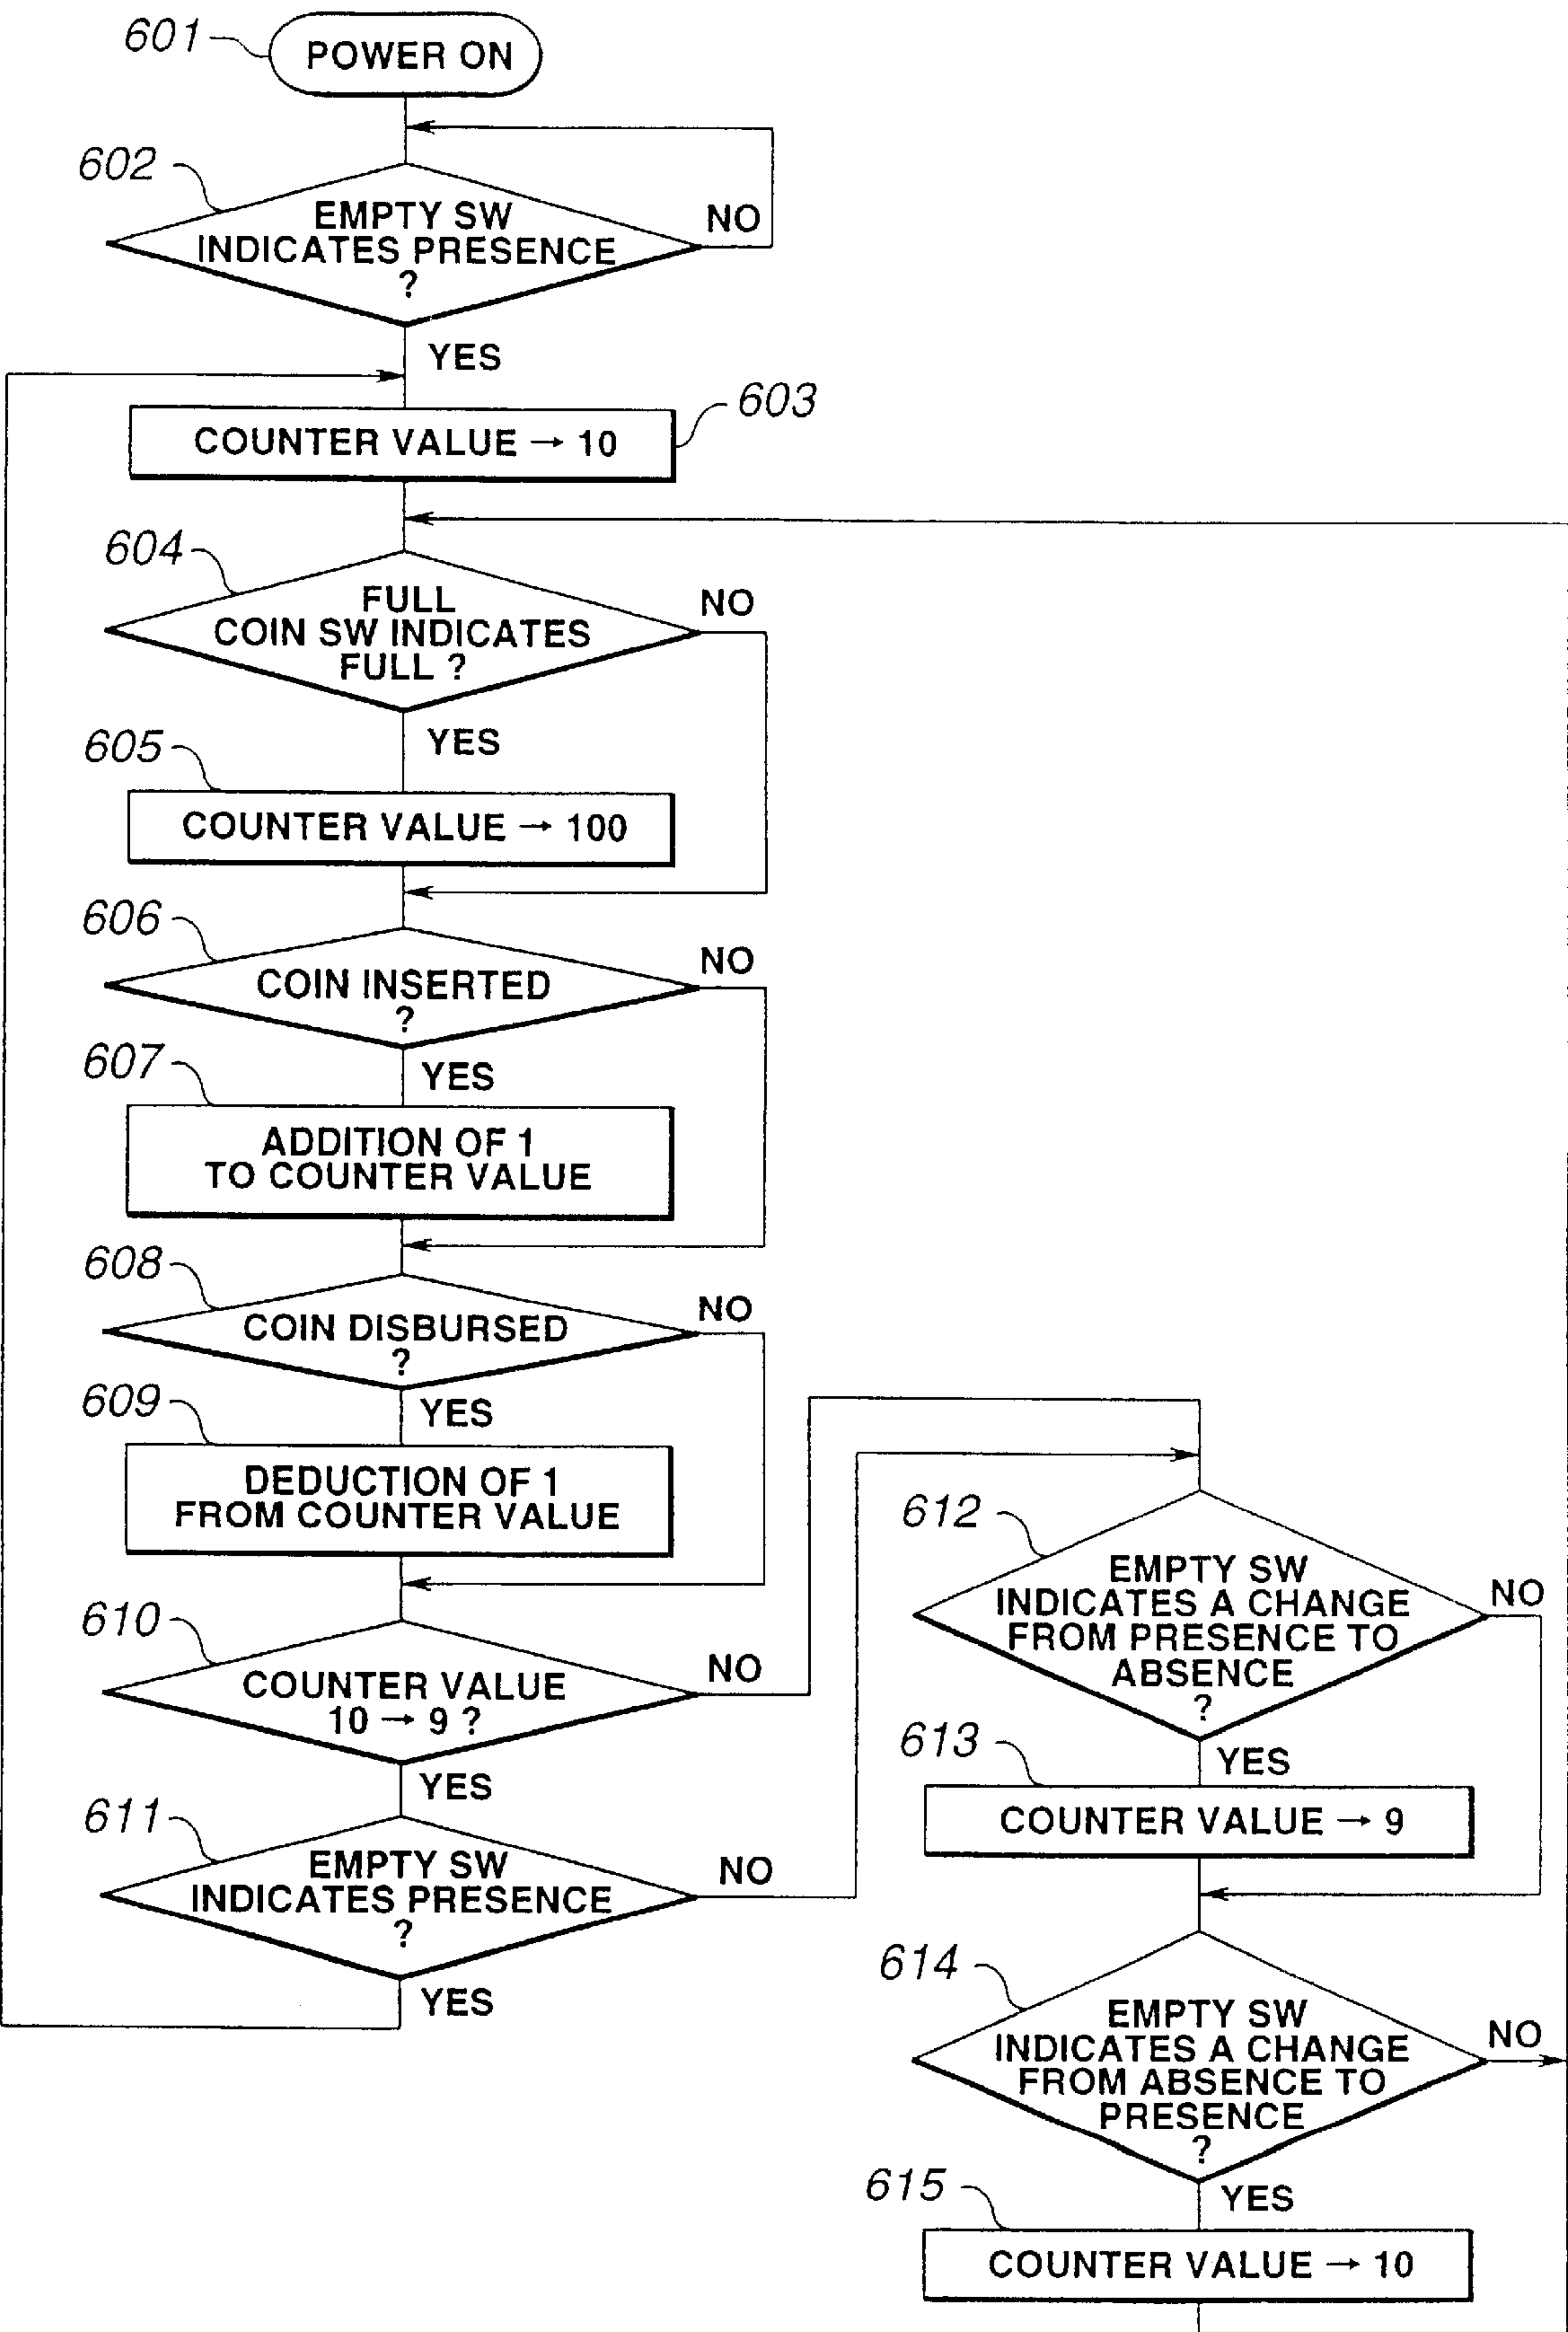 601
POWER ON
602
EMPTY SW
INDICATES PRESENCE
?
NO
YES
603
COUNTER VALUE → 10
604
FULL
COIN SW INDICATES
FULL ?
NO
YES
605
COUNTER VALUE → 100
606
COIN INSERTED
?
NO
YES
607
ADDITION OF 1
TO COUNTER VALUE
608
COIN DISBURSED
?
NO
YES
609
DEDUCTION OF 1
FROM COUNTER VALUE
610
COUNTER VALUE
10 → 9 ?
NO
YES
611
EMPTY SW
INDICATES PRESENCE
?
NO
YES
612
EMPTY SW
INDICATES A CHANGE
FROM PRESENCE TO
ABSENCE
?
NO
YES
613
COUNTER VALUE → 9
614
EMPTY SW
INDICATES A CHANGE
FROM ABSENCE TO
PRESENCE
?
NO
YES
615
COUNTER VALUE → 10